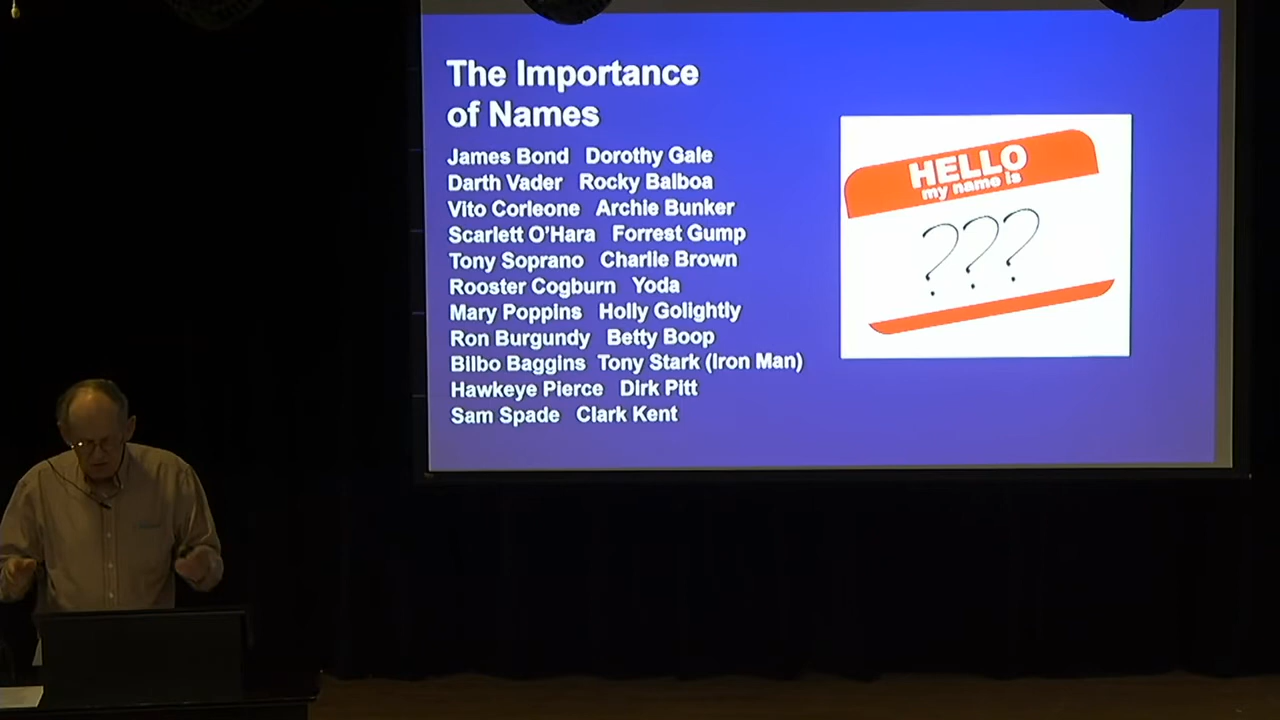 The Importance
of Names
James Bond Dorothy Gale
Darth Vader Rocky Balboa
Vito Corleone Archie Bunker
Scarlett O'Hara Forrest Gump
Tony Soprano Charlie Brown
Rooster Cogburn Yoda
Mary Poppins Holly Golightly
Ron Burgundy Betty Boop
Bilbo Baggins Tony Stark (Iron Man)
Hawkeye Pierce Dirk Pitt
Sam Spade Clark Kent
HELLO
my name is
???